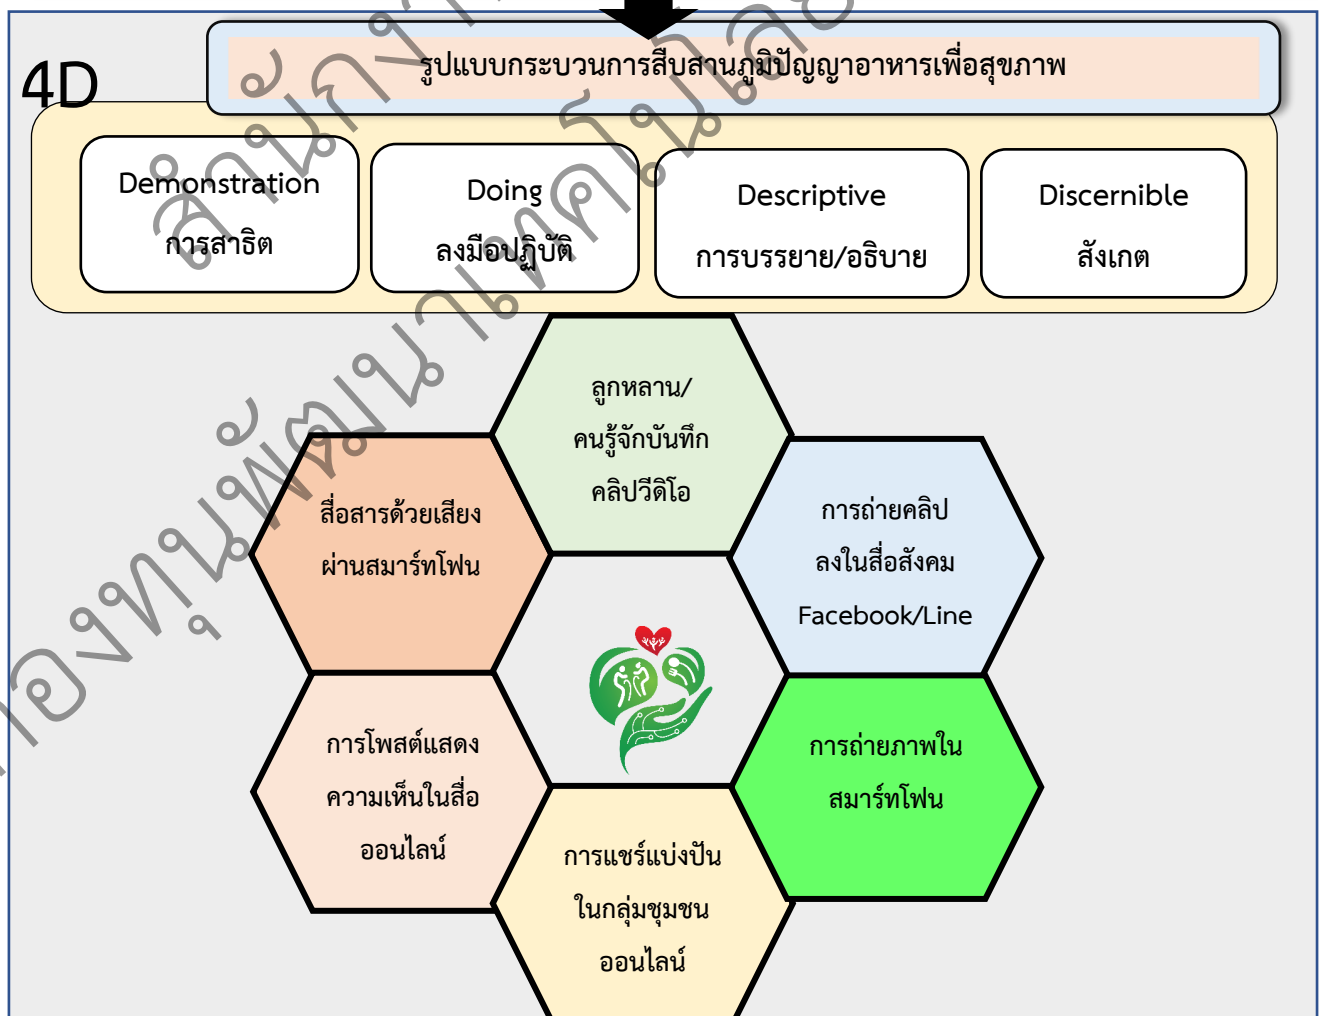 รูปแบบกระบวนการสืบสานภูมิปัญญาอาหารเพื่อสุขภาพ
4D
Demonstration
การสาธิต
Doing
ลงมือปฏิบัติ
Descriptive
การบรรยาย/อธิบาย
Discernible
สังเกต
ลูกหลาน/
คนรู้จักบันทึก
คลิปวีดิโอ
สื่อสารด้วยเสียง
ผ่านสมาร์ทโฟน
การถ่ายคลิป
ลงในสื่อสังคม
Facebook/Line
การโพสต์แสดง
ความเห็นในสื่อ
ออนไลน์
การถ่ายภาพใน
สมาร์ทโฟน
การแชร์แบ่งปัน
ในกลุ่มชุมชน
ออนไลน์